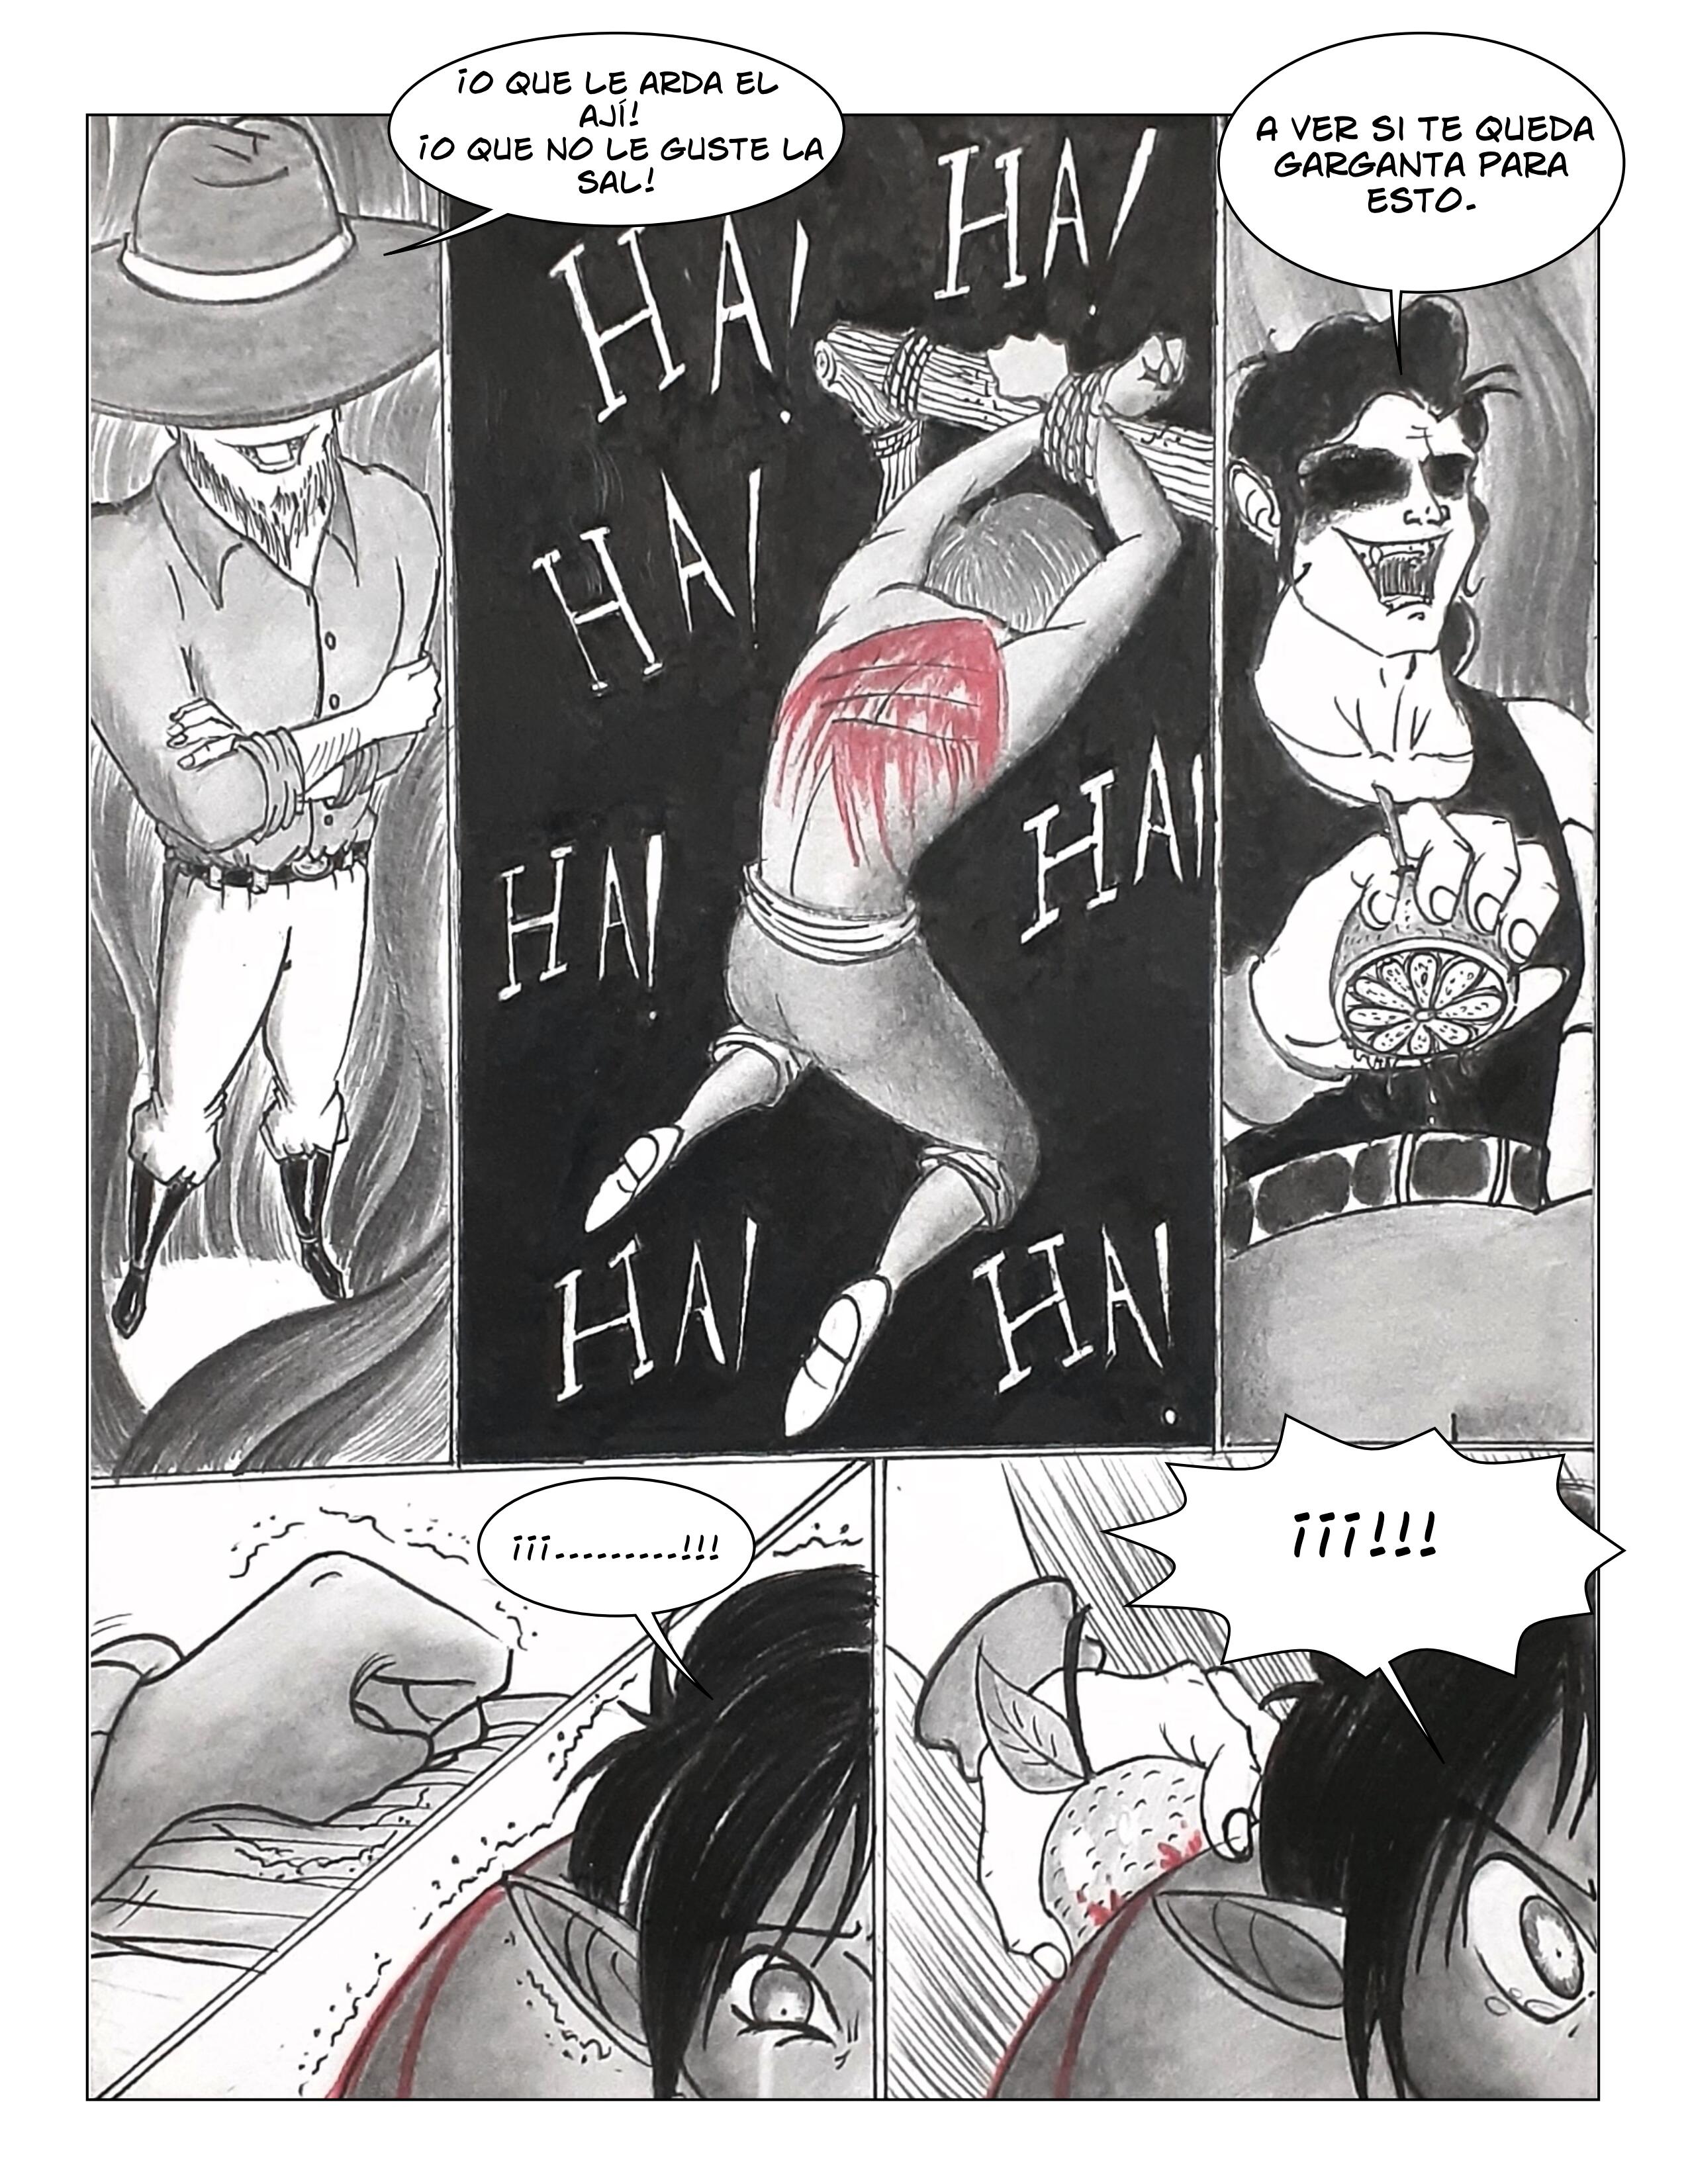 ¡O QUE LE ARDA EL
AJÍ!
¡O QUE NO LE GUSTE LA
SAL!
HA!
HA!
HA!
HA!
HA!
HA!
HA!
A VER SI TE QUEDA
GARGANTA PARA
ESTO.
¡¡¡.........!!!
¡¡¡!!!